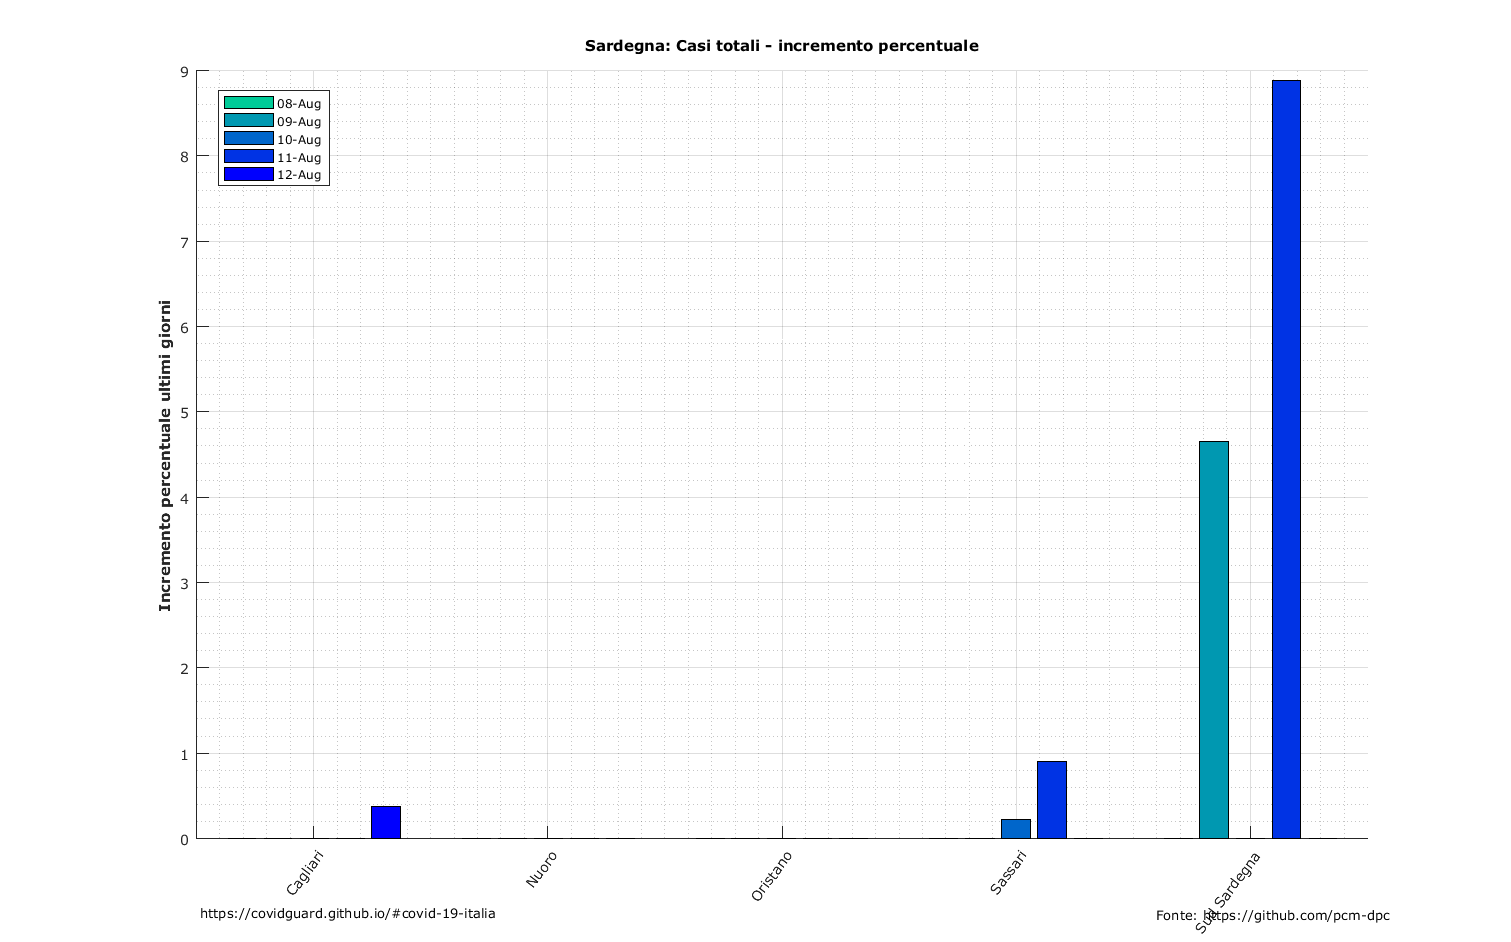 Sardegna: Casi totali - incremento percentuale
9
8
7
6
5
4
3
2
1
0
Incremento percentuale ultimi giorni
08-Aug
09-Aug
10-Aug
11-Aug
12-Aug
Cagliari
Nuoro
Oristano
Sassari
Sud Sardegna
https://covidguard.github.io/#covid-19-italia
Fonte: https://github.com/pcm-dpc